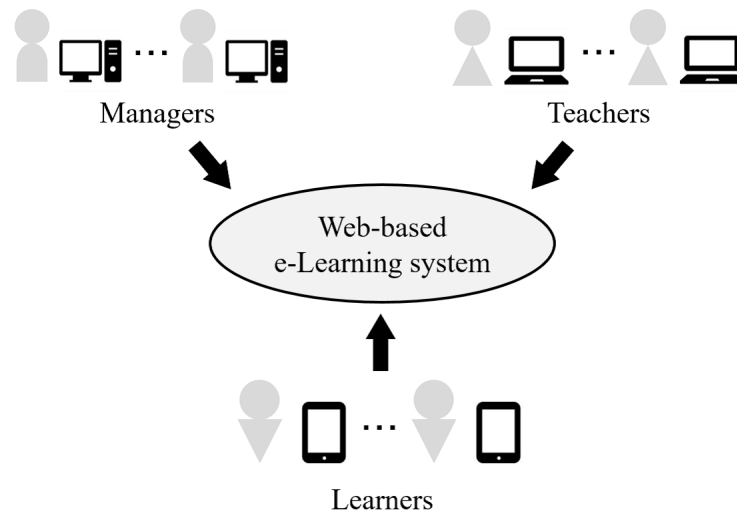 Managers
Teachers
Web-based
e-Learning system
Learners